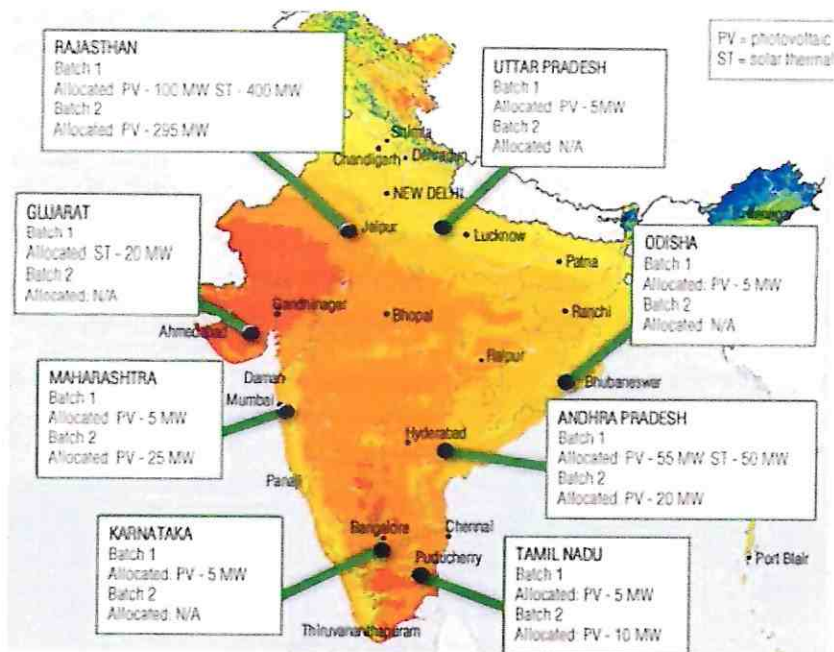 PV = photovoltaic
ST = solar thermal
RAJASTHAN
Batch 1
Allocated: PV - 100 MW ST - 400 MW
Batch 2
Allocated: PV - 295 MW
UTTAR PRADESH
Batch 1
Allocated: PV - 5MW
Batch 2
Allocated: N/A
GUJARAT
Batch 1
Allocated: ST - 20 MW
Batch 2
Allocated: N/A
ODISHA
Batch 1
Allocated: PV - 5 MW
Batch 2
Allocated: N/A
MAHARASHTRA
Batch 1
Allocated: PV - 5 MW
Batch 2
Allocated: PV - 25 MW
ANDHRA PRADESH
Batch 1
Allocated: PV - 55 MW ST - 50 MW
Batch 2
Allocated: PV - 20 MW
KARNATAKA
Batch 1
Allocated: PV - 5 MW
Batch 2
Allocated: N/A
TAMIL NADU
Batch 1
Allocated: PV - 5 MW
Batch 2
Allocated: PV - 10 MW
Shimla
Chandigarh
Dehradun
NEW DELHI
Jaipur
Lucknow
Patna
Gandhinagar
Bhopal
Ranchi
Ahmedabad
Raipur
Daman
Bhubaneswar
Mumbai
Hyderabad
Panaji
Bangalore
Chennai
Puducherry
Port Blair
Thiruvananthapuram